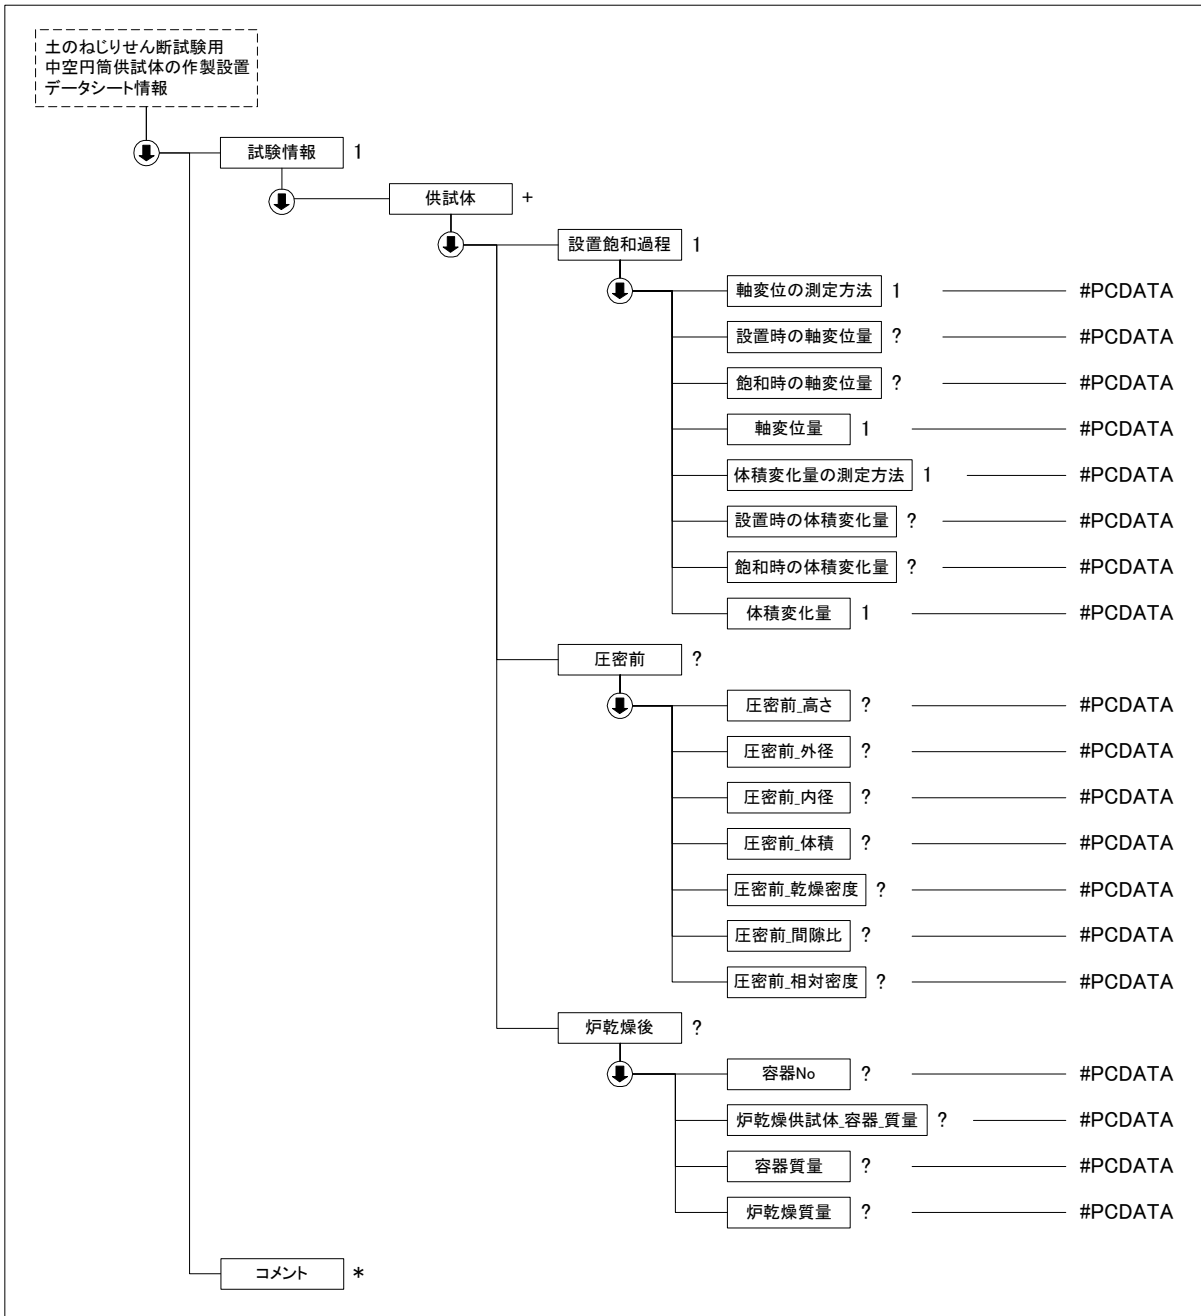 土のねじりせん断試験用
中空円筒供試体の作製設置
データシート情報
試験情報 1
供試体 +
設置飽和過程 1
軸変位の測定方法 1 #PCDATA
設置時の軸変位量 ? #PCDATA
飽和時の軸変位量 ? #PCDATA
軸変位量 1 #PCDATA
体積変化量の測定方法 1 #PCDATA
設置時の体積変化量 ? #PCDATA
飽和時の体積変化量 ? #PCDATA
体積変化量 1 #PCDATA
圧密前 ?
圧密前_高さ ? #PCDATA
圧密前_外径 ? #PCDATA
圧密前_内径 ? #PCDATA
圧密前_体積 ? #PCDATA
圧密前_乾燥密度 ? #PCDATA
圧密前_間隙比 ? #PCDATA
圧密前_相対密度 ? #PCDATA
炉乾燥後 ?
容器No ? #PCDATA
炉乾燥供試体_容器_質量 ? #PCDATA
容器質量 ? #PCDATA
炉乾燥質量 ? #PCDATA
コメント *